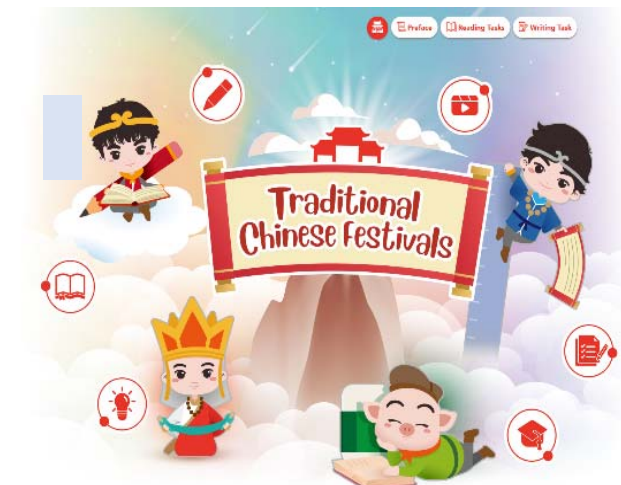 Preface
Reading Tasks
Writing Task
Traditional
Chinese Festivals